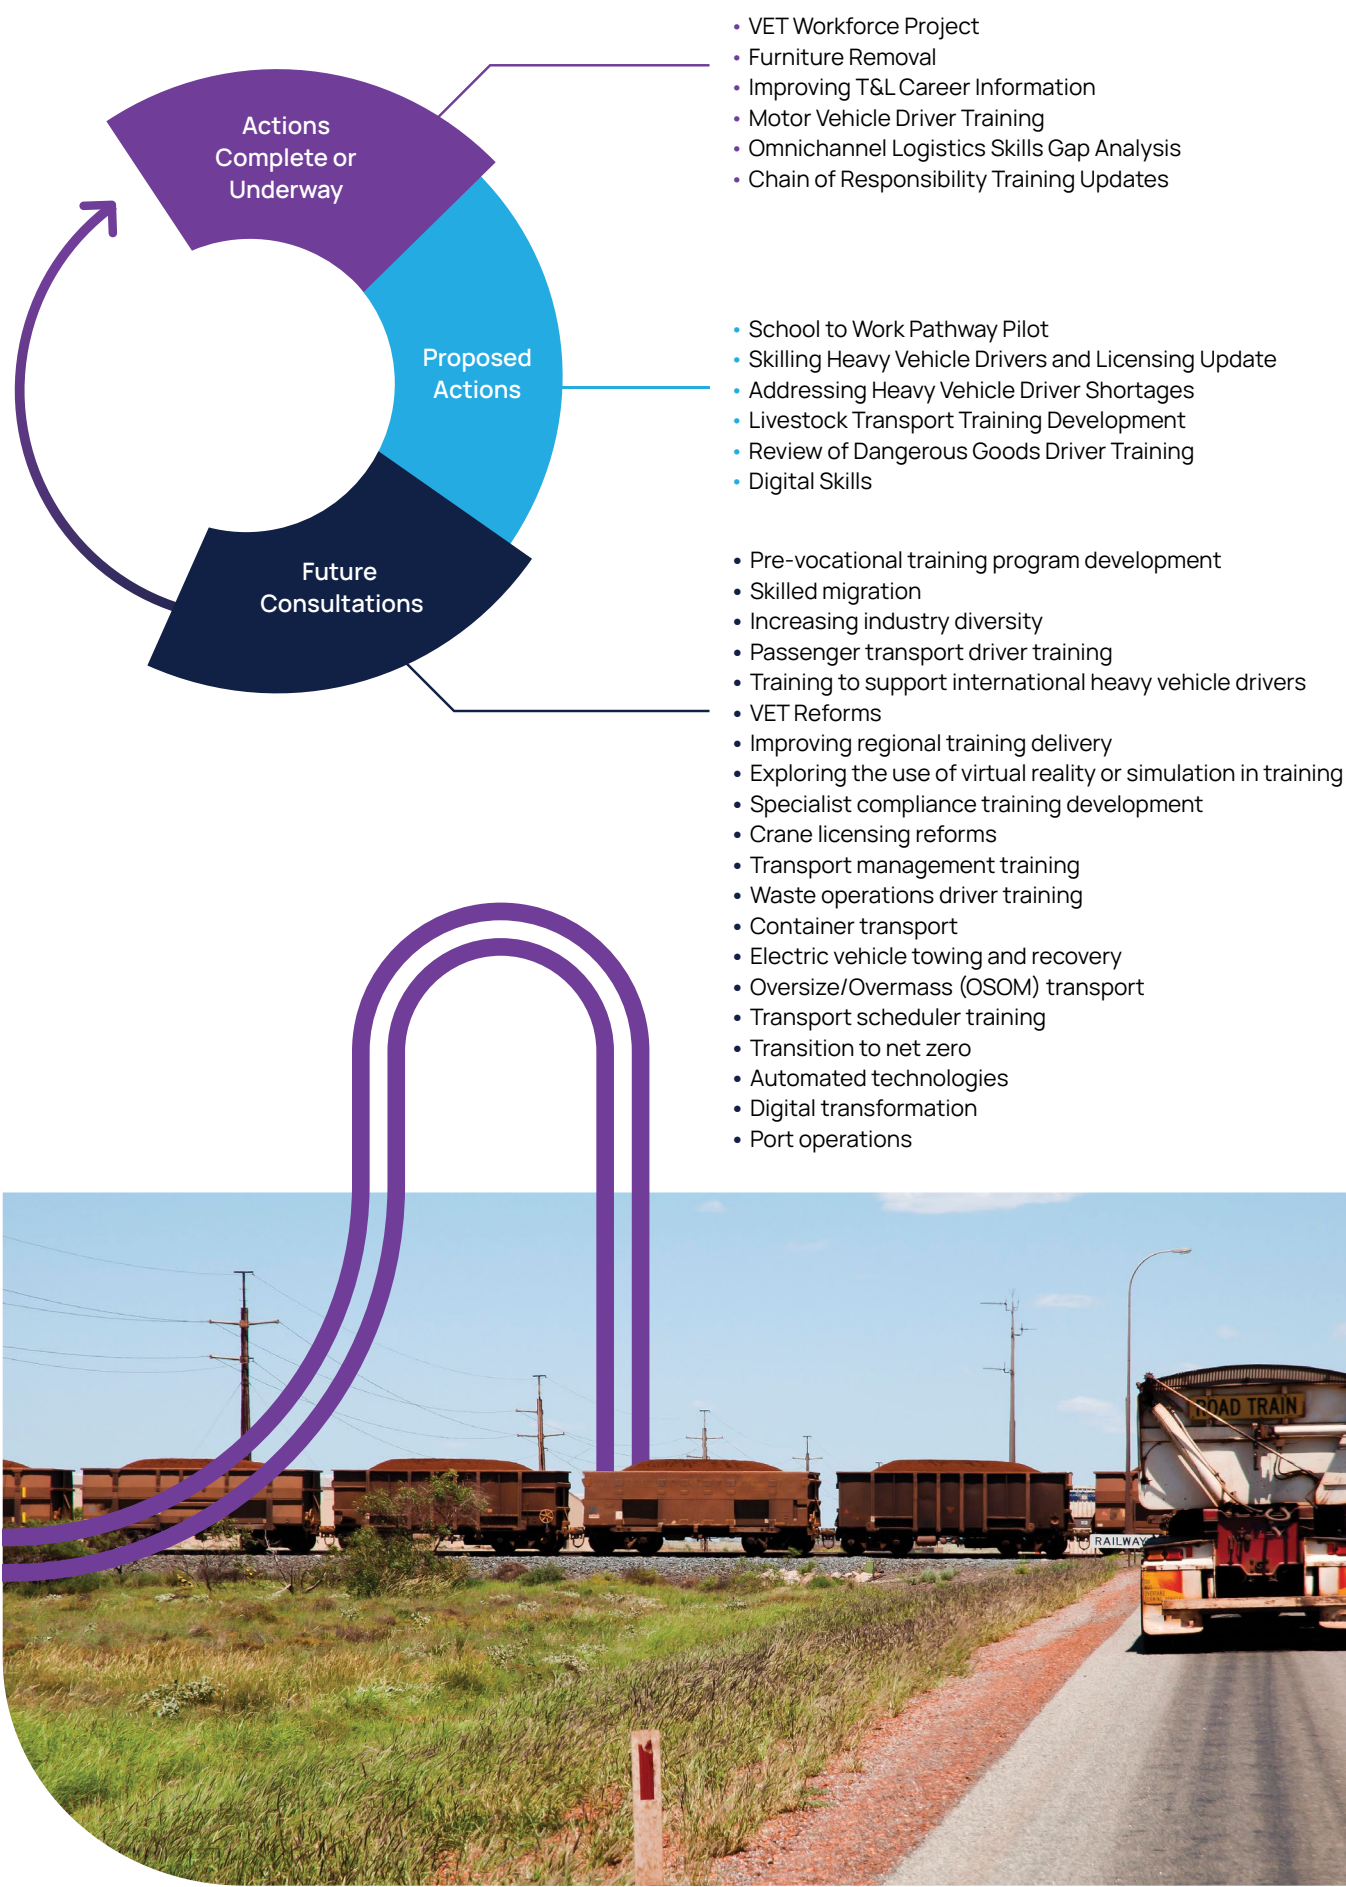 Actions
Complete or
Underway
• VET Workforce Project
• Furniture Removal
• Improving T&L Career Information
• Motor Vehicle Driver Training
• Omnichannel Logistics Skills Gap Analysis
• Chain of Responsibility Training Updates
Proposed
Actions
• School to Work Pathway Pilot
• Skilling Heavy Vehicle Drivers and Licensing Update
• Addressing Heavy Vehicle Driver Shortages
• Livestock Transport Training Development
• Review of Dangerous Goods Driver Training
• Digital Skills
Future
Consultations
• Pre-vocational training program development
• Skilled migration
• Increasing industry diversity
• Passenger transport driver training
• Training to support international heavy vehicle drivers
• VET Reforms
• Improving regional training delivery
• Exploring the use of virtual reality or simulation in training
• Specialist compliance training development
• Crane licensing reforms
• Transport management training
• Waste operations driver training
• Container transport
• Electric vehicle towing and recovery
• Oversize/Overmass (OSOM) transport
• Transport scheduler training
• Transition to net zero
• Automated technologies
• Digital transformation
• Port operations
ROAD TRAIN
RAILWAY